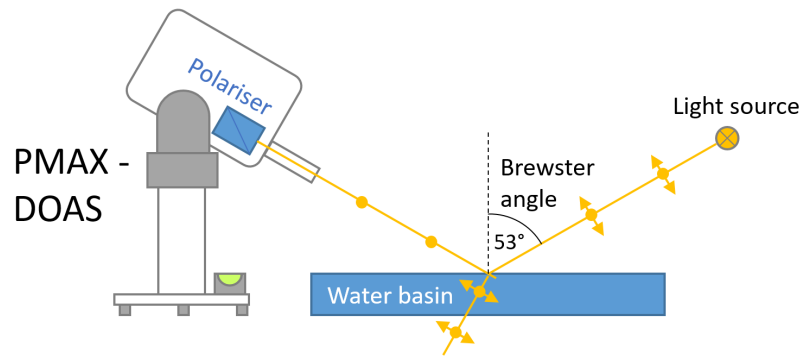 Polariser
Light source
PMAX -
DOAS
Brewster
angle
53°
Water basin